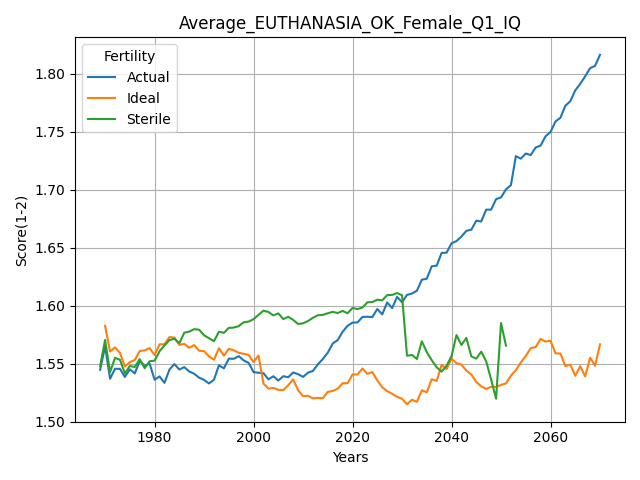 Average_EUTHANASIA_OK_Female_Q1_IQ
Fertility
Actual
Ideal
Sterile
Score(1-2)
1.80
1.75
1.70
1.65
1.60
1.55
1.50
1980
2000
2020
2040
2060
Years